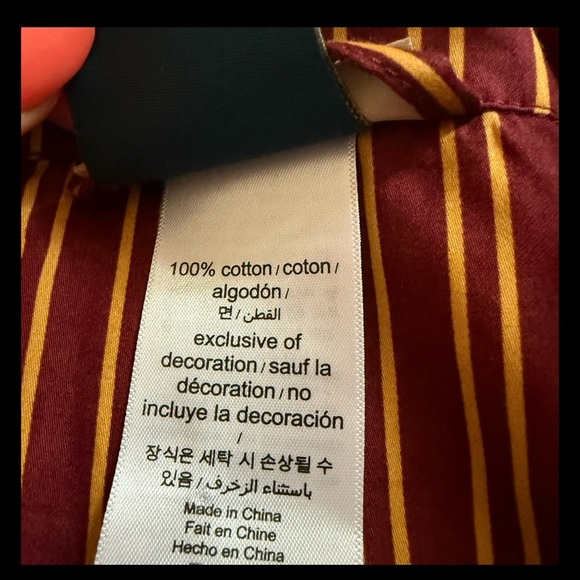 100% cotton / coton /
algodón /
면 / القطن /
exclusive of
decoration / sauf la
décoration / no
incluye la decoración
/
장식은 세탁 시 손상될 수
있음 / باستثناء الزخرف /
Made in China
Fait en Chine
Hecho en China